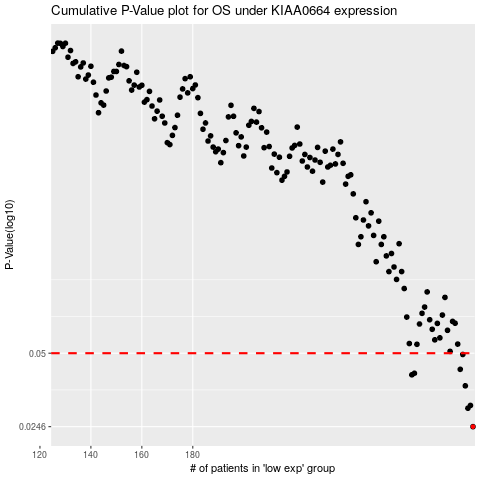 Cumulative P-Value plot for OS under KIAA0664 expression
P-Value(log10)
0.05
0.0246
120 140 160 180
# of patients in 'low exp' group